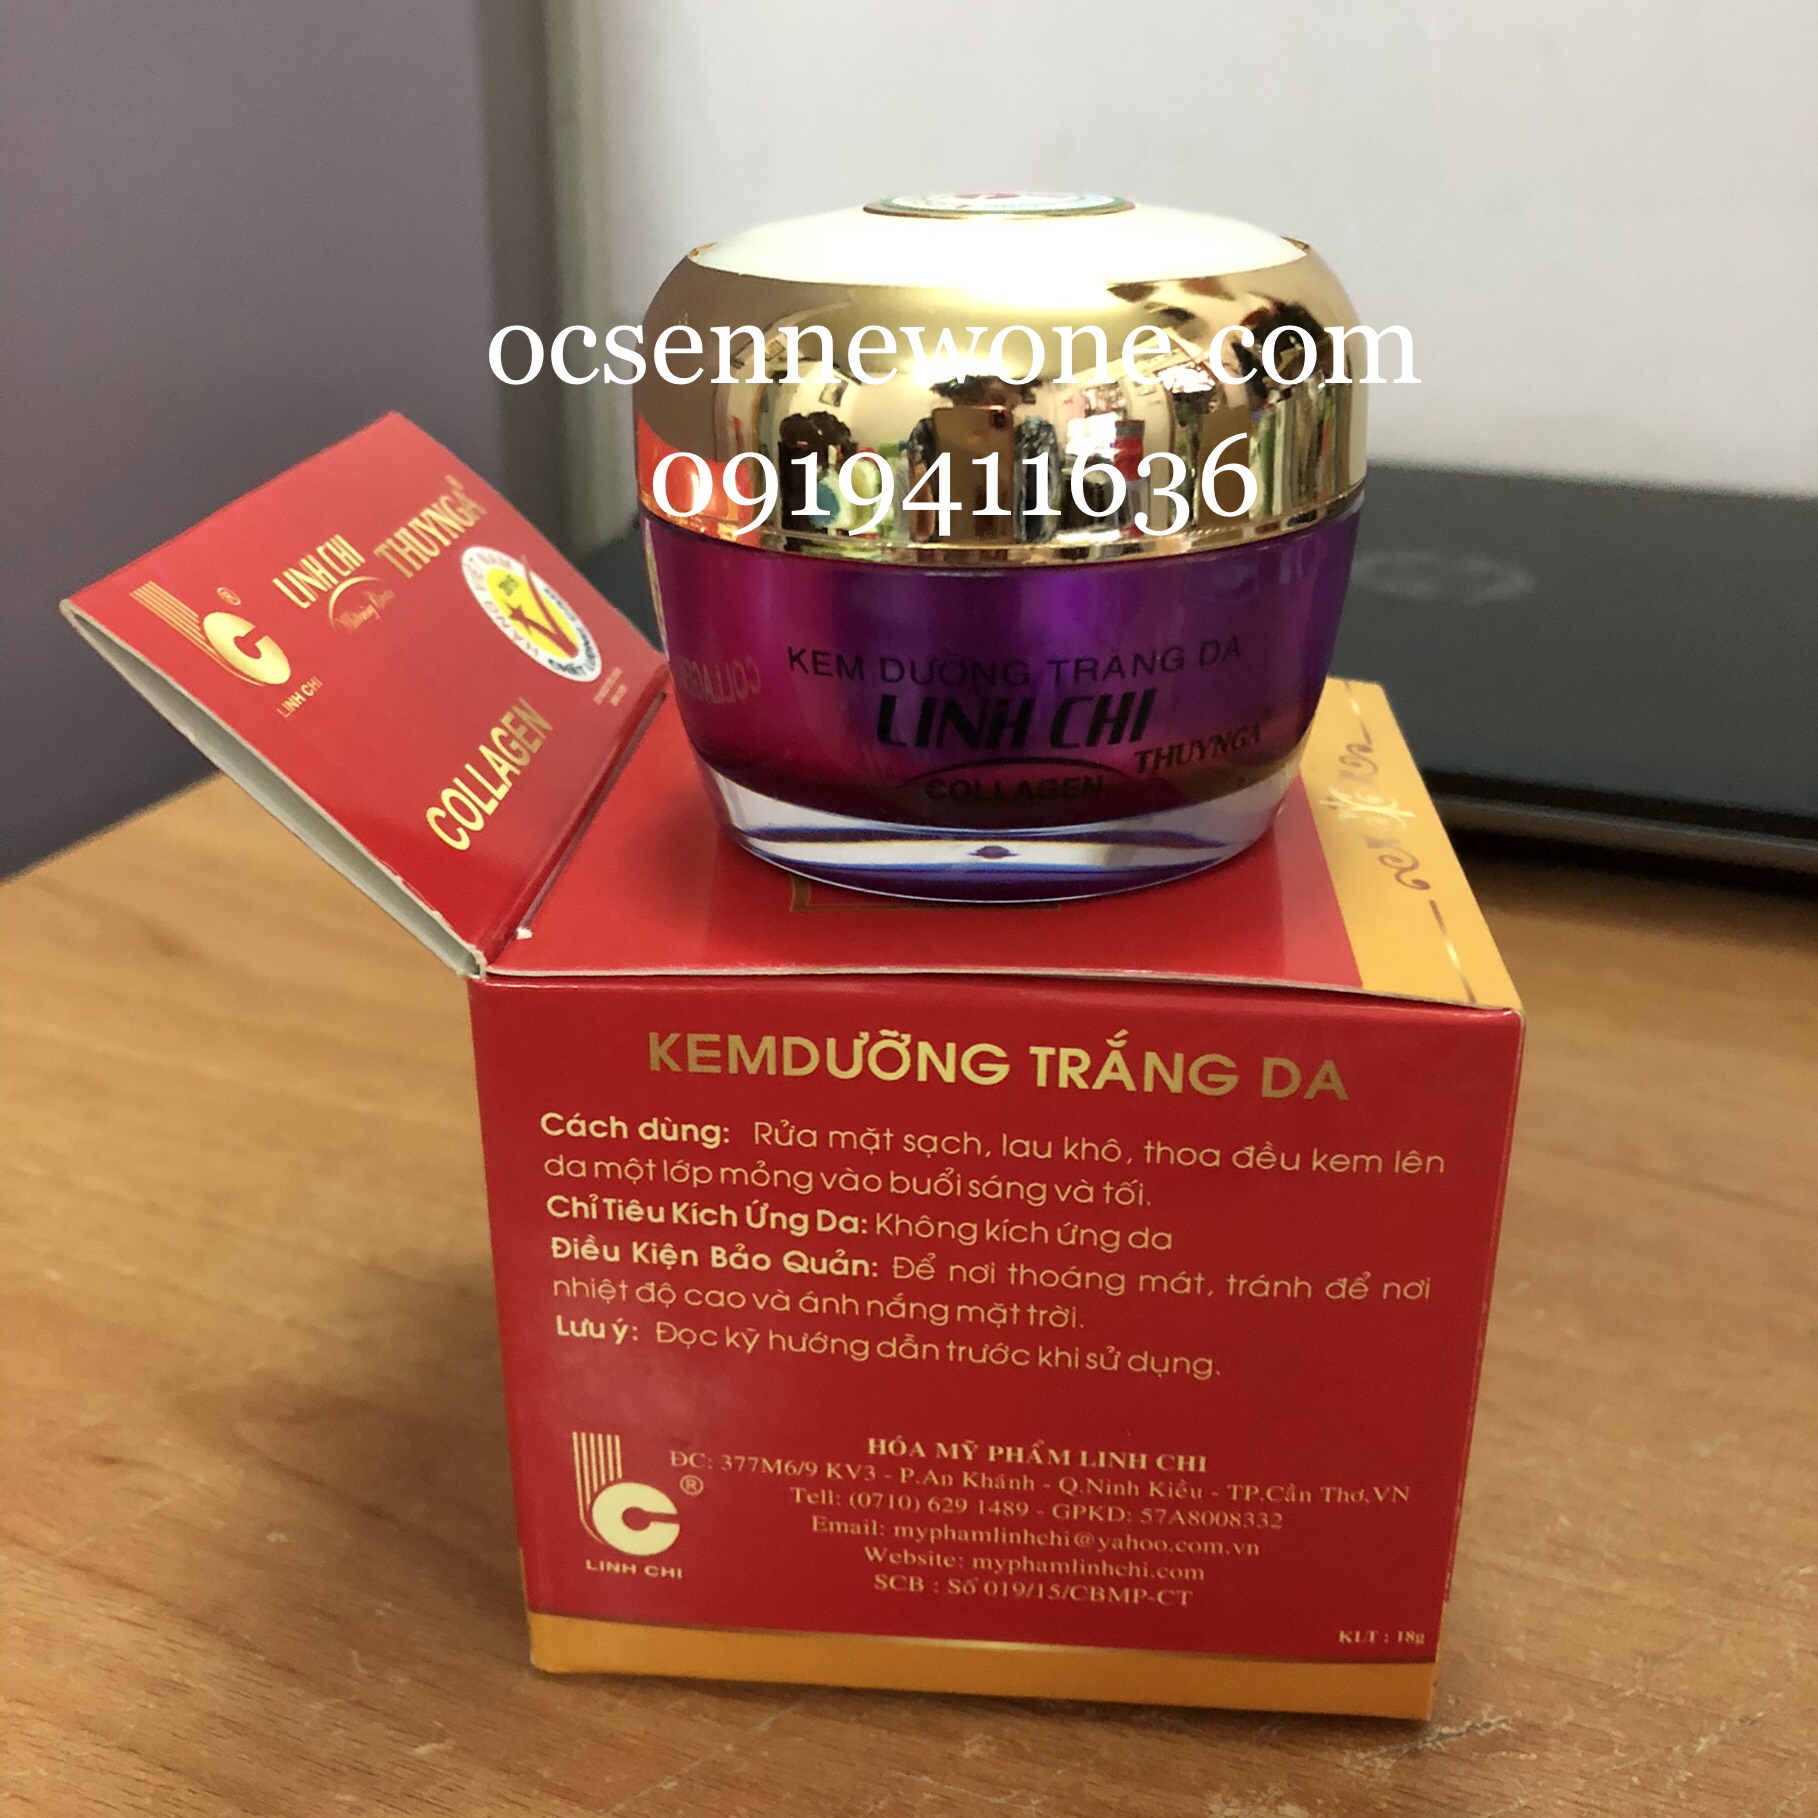 ocsennewone.com
0919411636
LINH CHI
THUYNGA®
®
LINH CHI
COLLAGEN
KEM DƯỠNG TRẮNG DA
LINH CHI
THUYNGA
COLLAGEN
KEMDƯỠNG TRẮNG DA
Cách dùng: Rửa mặt sạch, lau khô, thoa đều kem lên
da một lớp mỏng vào buổi sáng và tối.
Chỉ Tiêu Kích Ứng Da: Không kích ứng da
Điều Kiện Bảo Quản: Để nơi thoáng mát, tránh để nơi
nhiệt độ cao và ánh nắng mặt trời.
Lưu ý: Đọc kỹ hướng dẫn trước khi sử dụng.
HÓA MỸ PHẨM LINH CHI
ĐC: 377M6/9 KV3 - P.An Khánh - Q.Ninh Kiều - TP.Cần Thơ,VN
Tell: (0710) 629 1489 - GPKD: 57A8008332
Email: myphamlinhchi@yahoo.com.vn
Website: myphamlinhchi.com
SCB : Số 019/15/CBMP-CT
®
LINH CHI
KLT : 18g